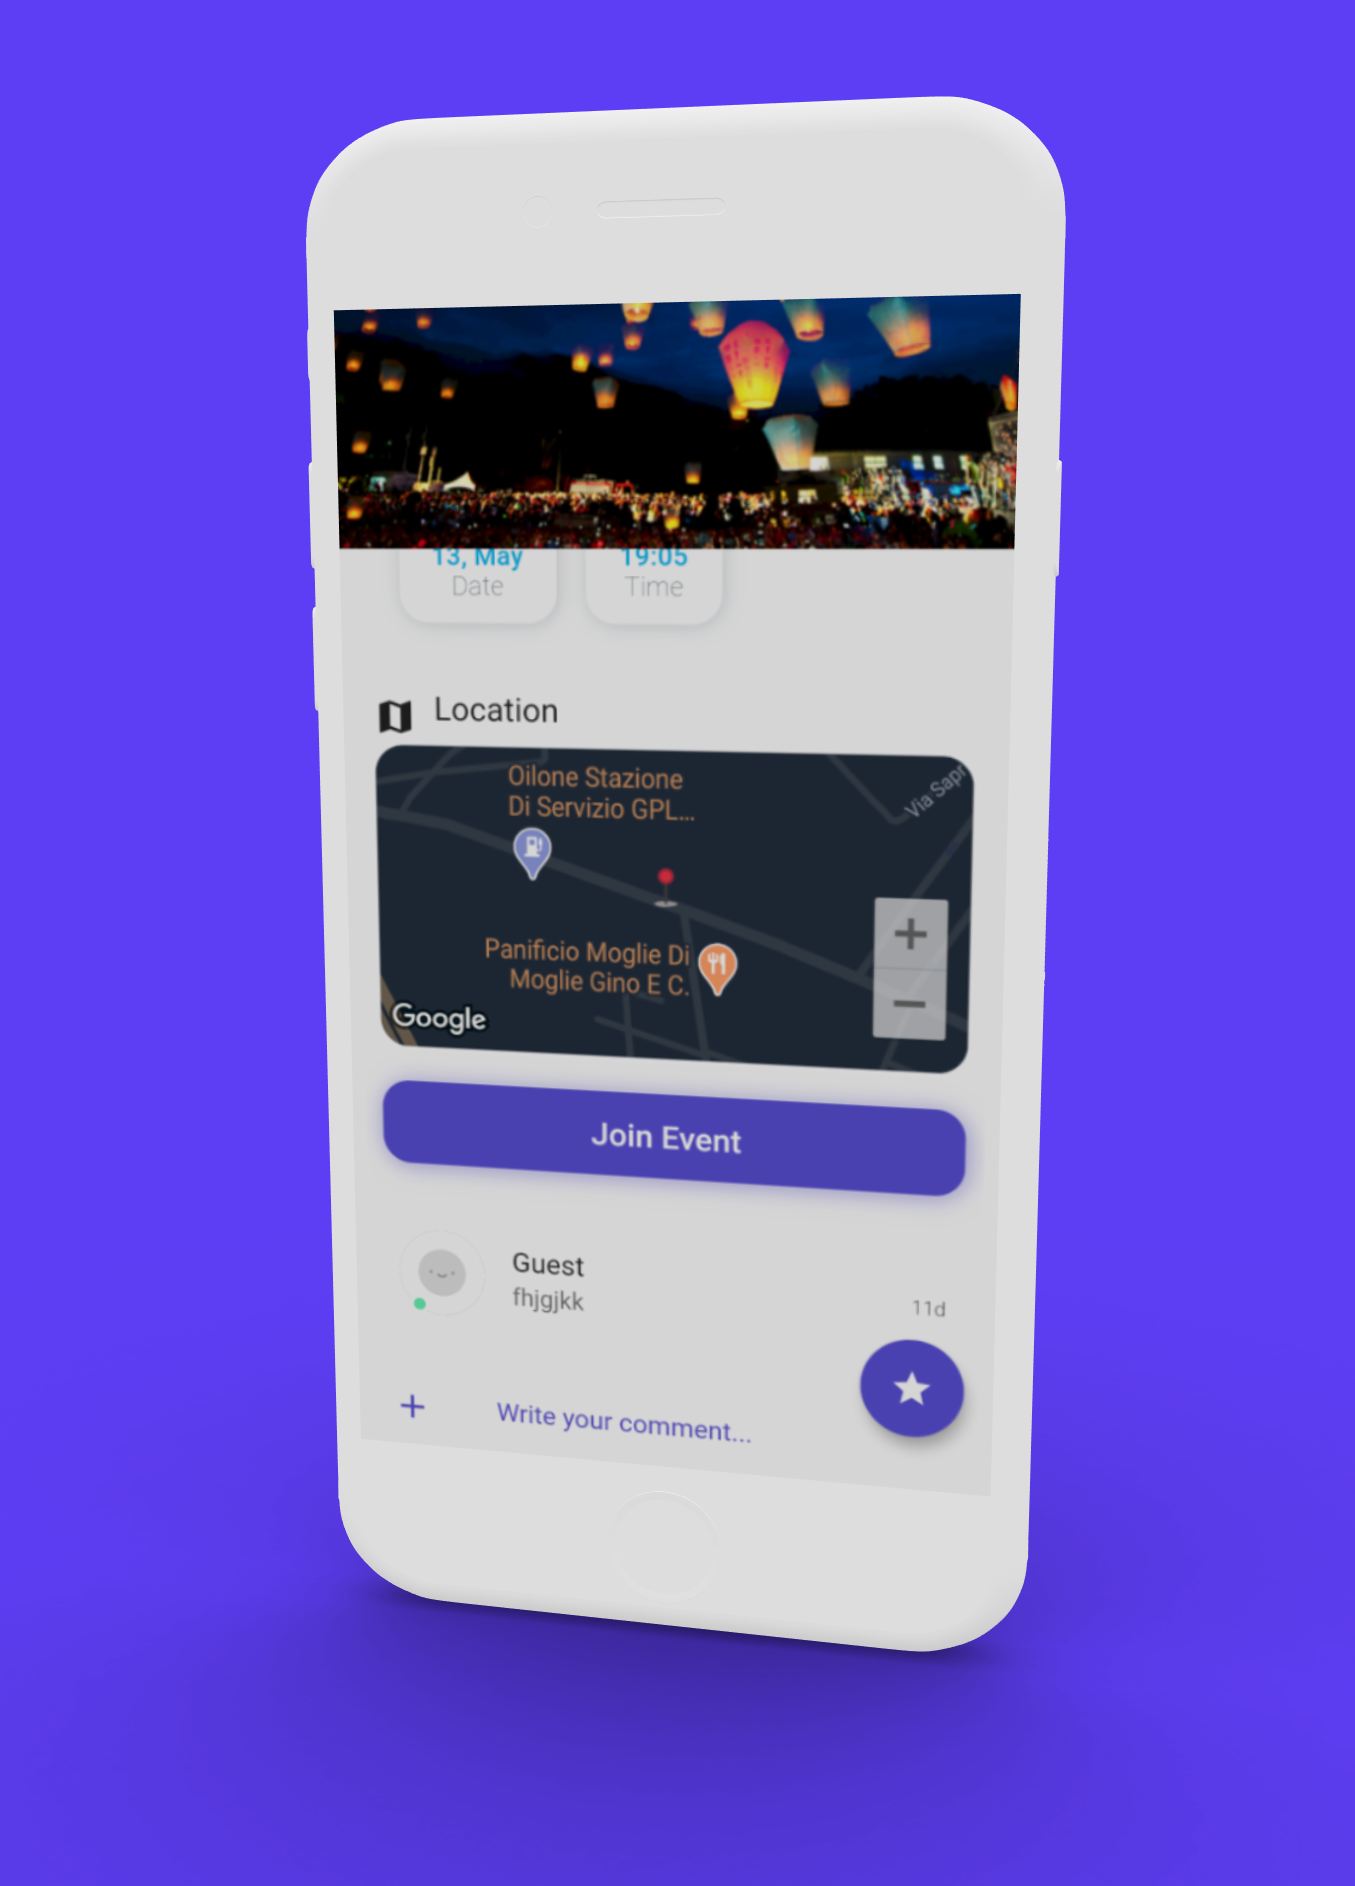 13, May
Date
19:05
Time
Location
Oilone Stazione
Di Servizio GPL...
Via Sapr
Panificio Moglie Di
Moglie Gino E C.
Google
Join Event
Guest
fhjgjkk
11d
Write your comment...